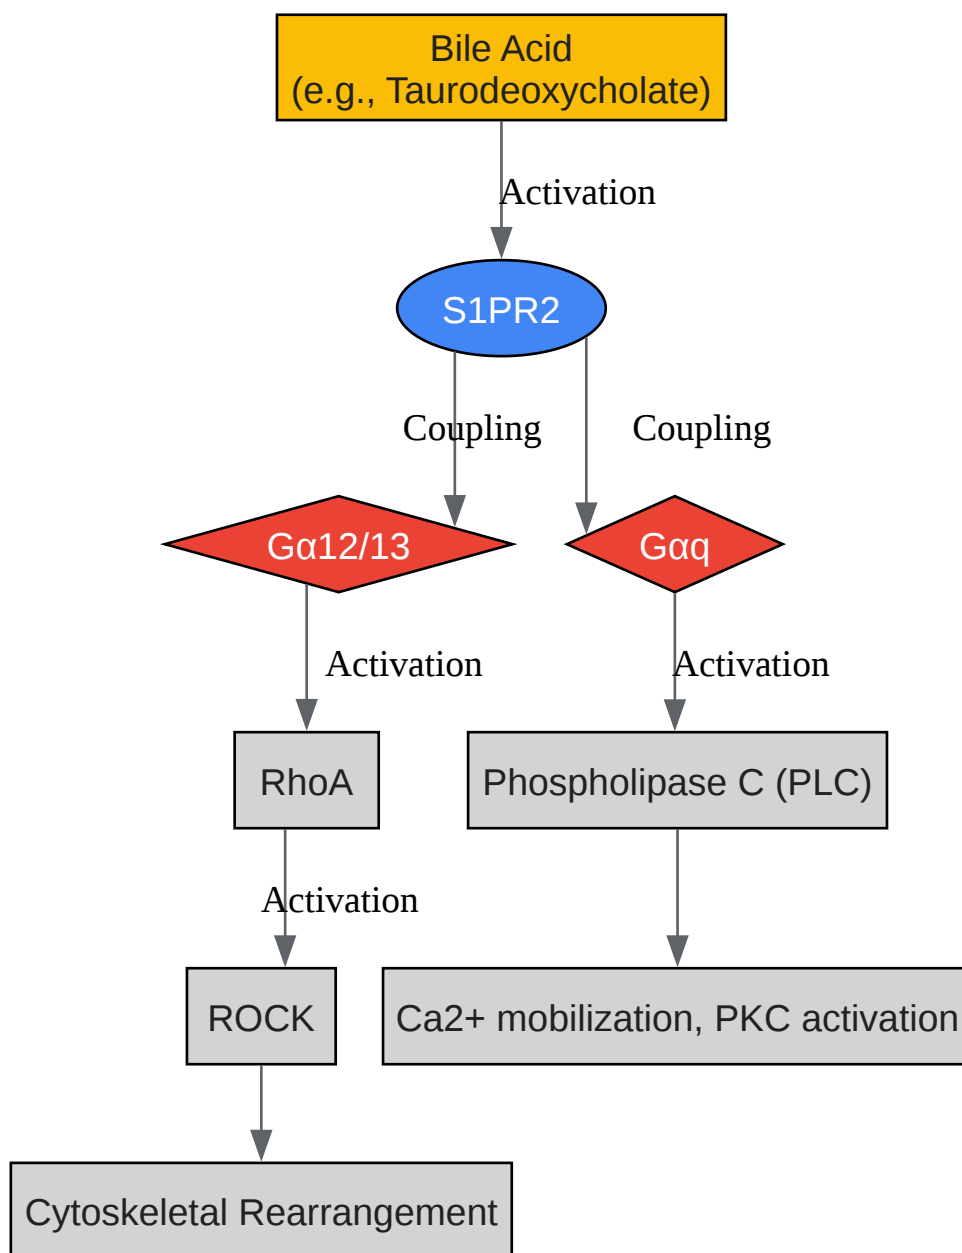 Bile Acid
(e.g., Taurodeoxycholate)
Activation
S1PR2
Coupling
Coupling
Gα12/13
Gαq
Activation
Activation
RhoA
Phospholipase C (PLC)
Activation
ROCK
Ca2+ mobilization, PKC activation
Cytoskeletal Rearrangement